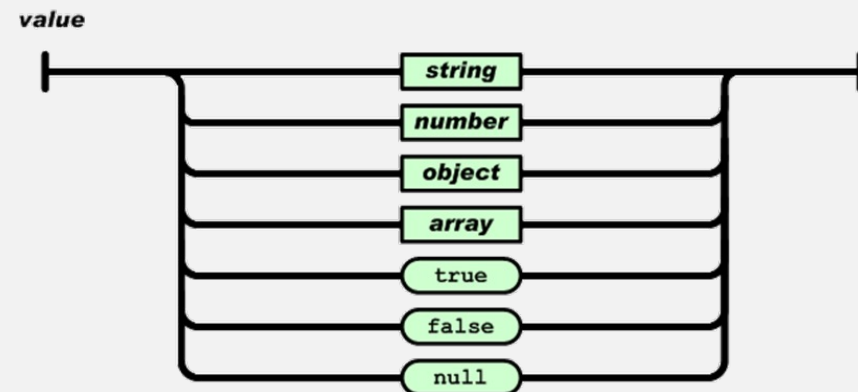 value
string
number
object
array
true
false
null